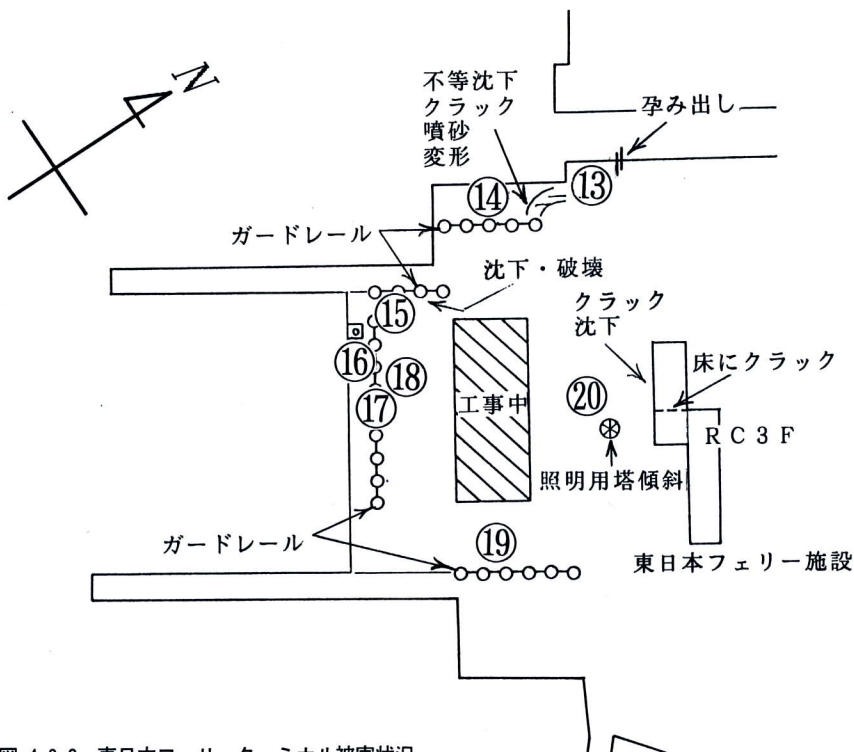 N
不等沈下
クラック
噴砂
変形
孕み出し
⑬
⑭
ガードレール
沈下・破壊
クラック
沈下
⑮
⑯
⑱
⑰
工事中
⑳
床にクラック
RC3F
照明用塔傾斜
ガードレール
⑲
東日本フェリー施設